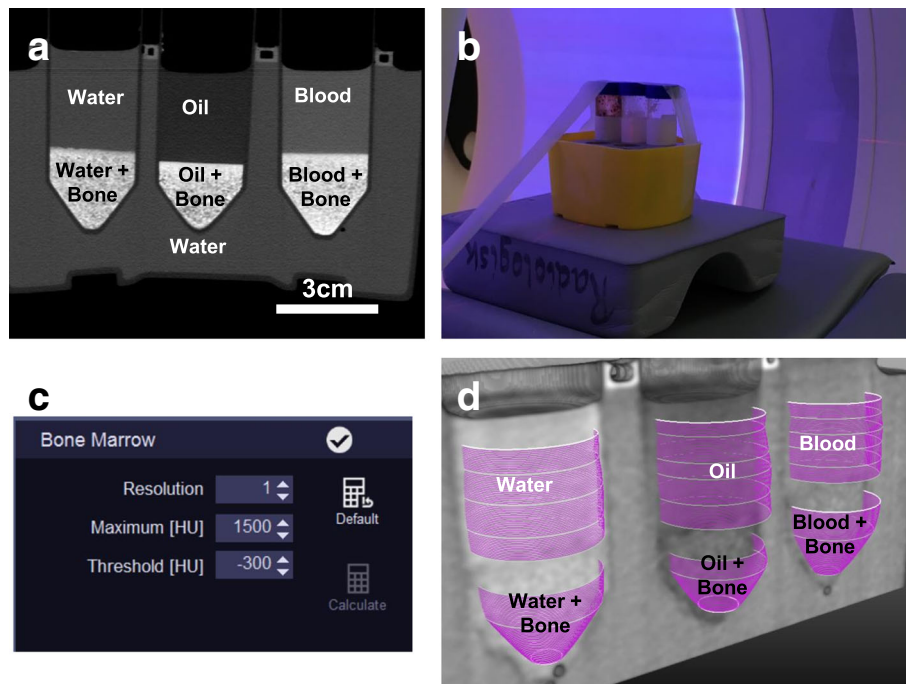 a
Water
Oil
Blood
Water +
Bone
Oil +
Bone
Blood +
Bone
Water
3cm
b
Radiologisk
c
Bone Marrow
Resolution
1
Default
Maximum [HU]
1500
Threshold [HU]
-300
Calculate
d
Water
Oil
Blood
Water +
Bone
Oil +
Bone
Blood +
Bone